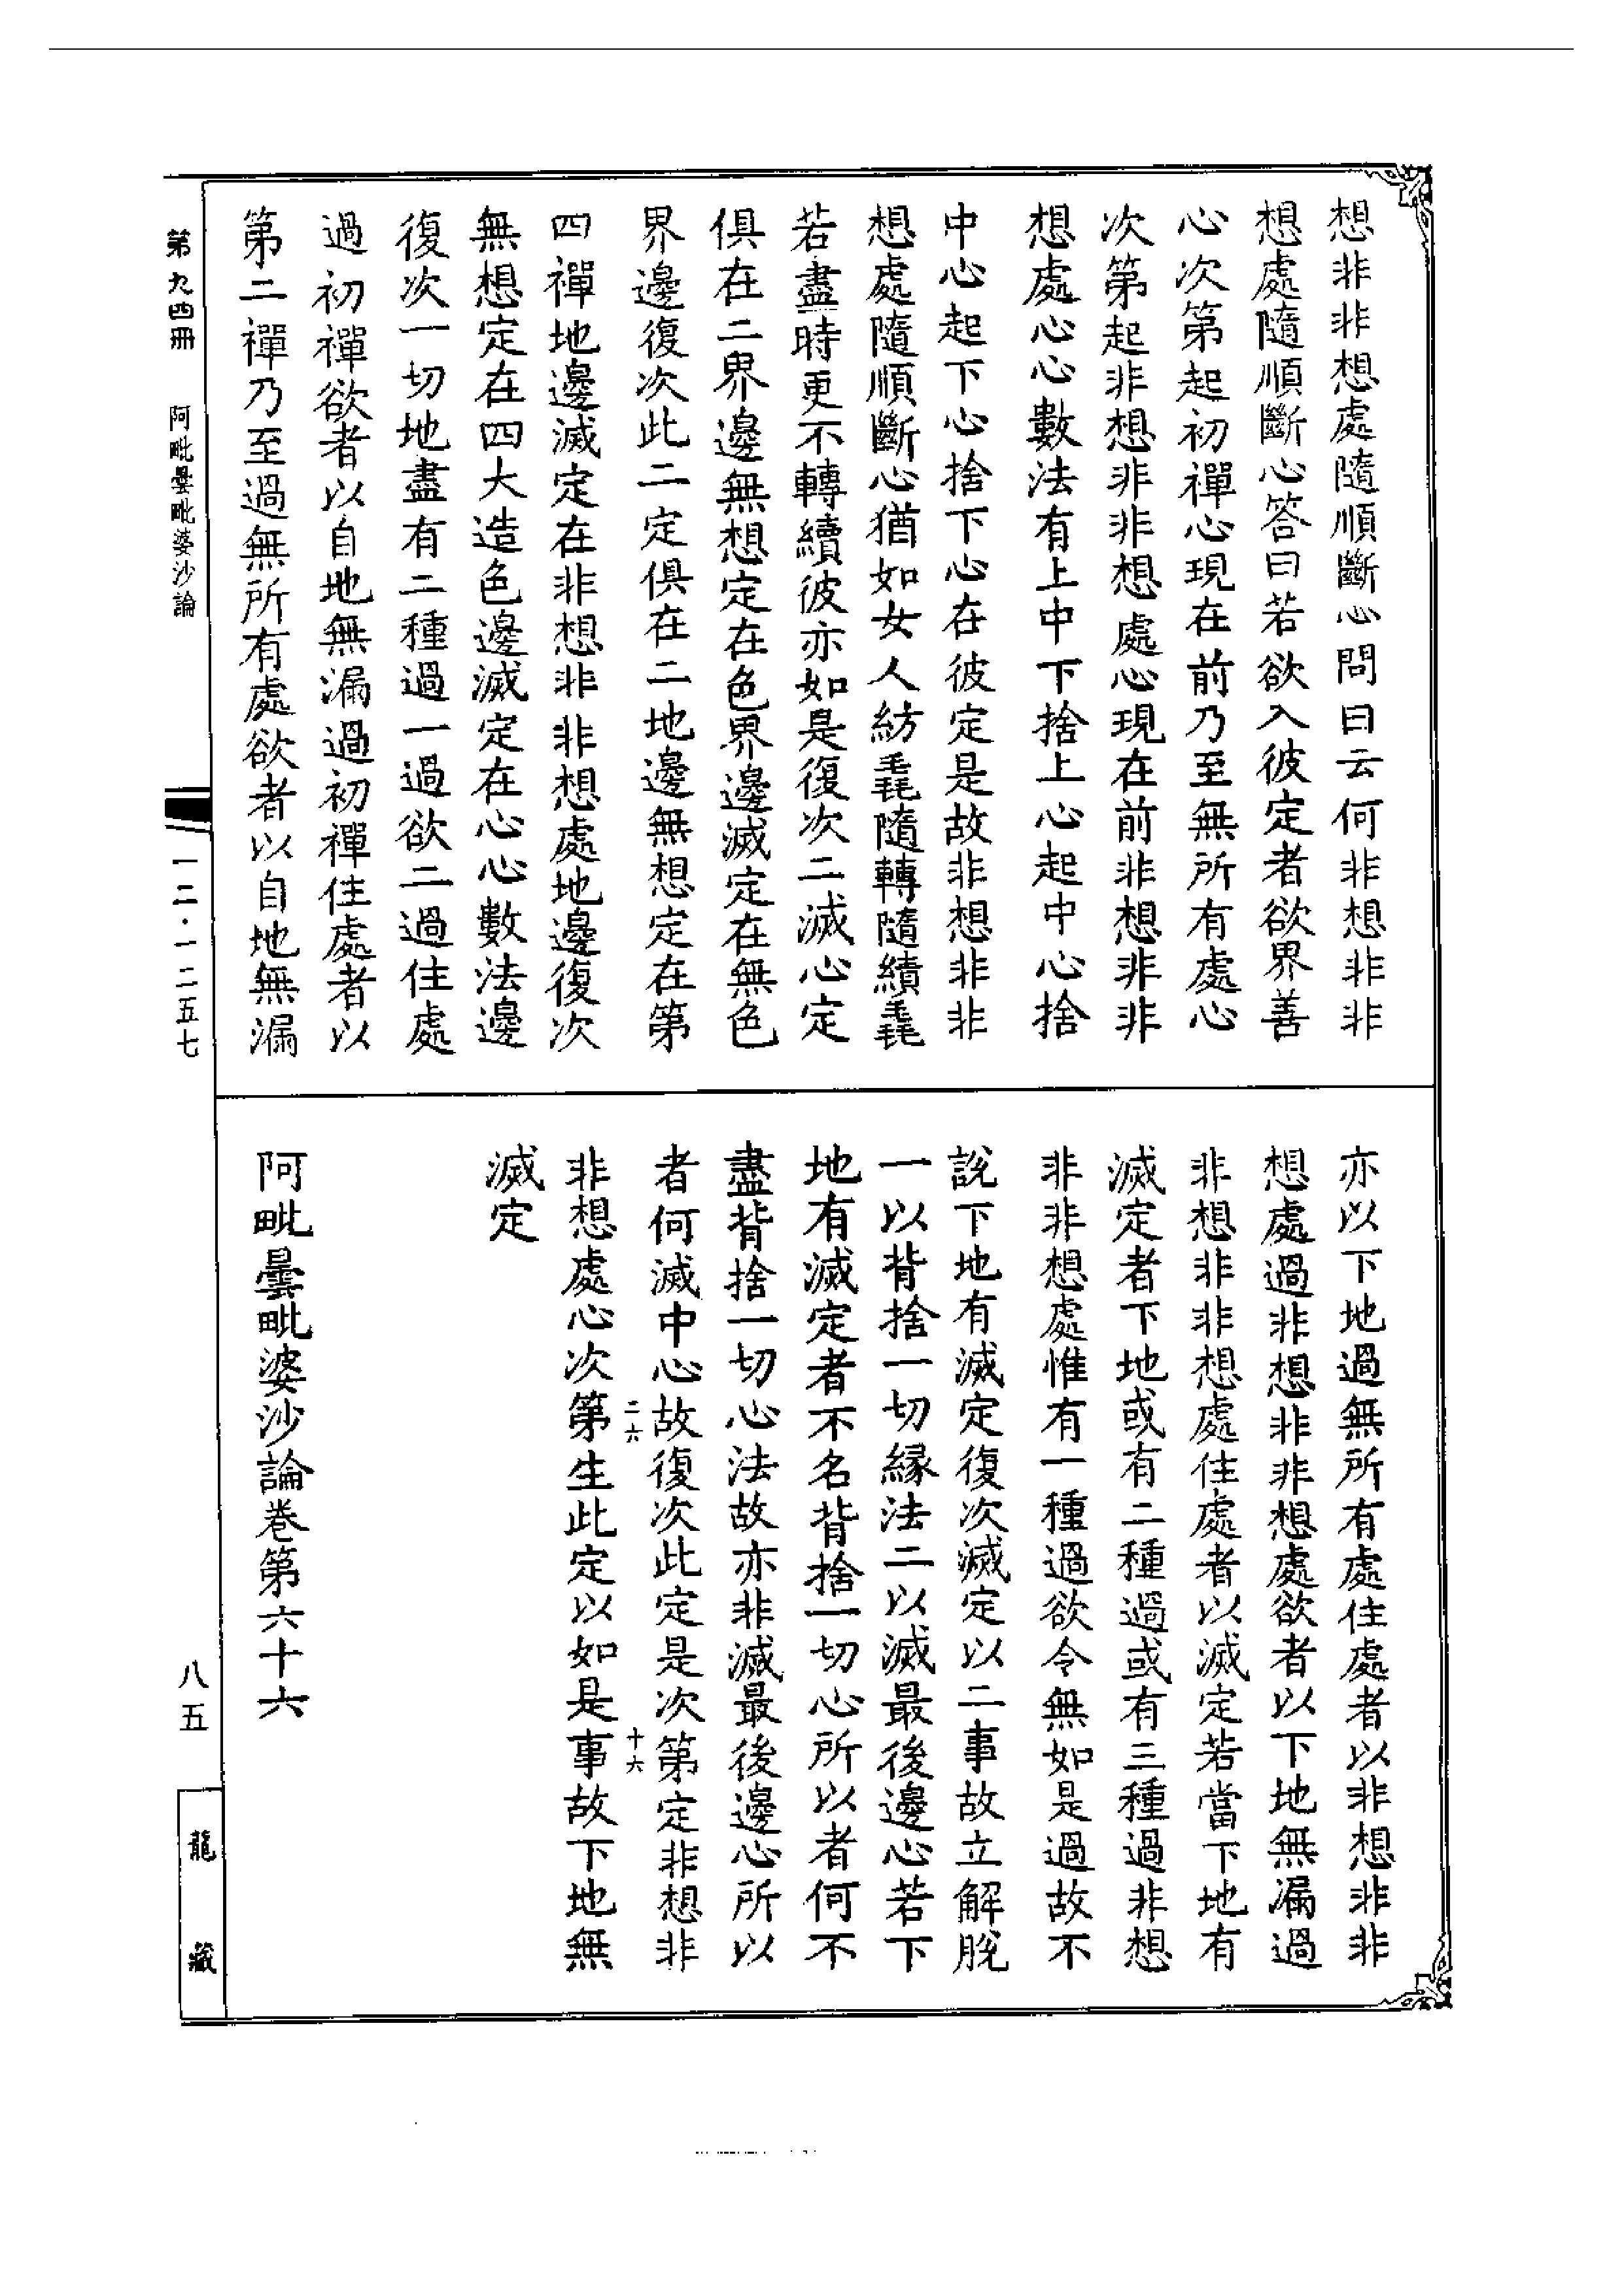 想非非想處隨順斷心問曰云何非想非非
想處隨順斷心答曰若欲入彼定者欲界善
心次第起初禪心現在前乃至無所有處心
次第起非想非非想處心現在前非想非非
想處心心數法有上中下捨上心起中心捨
中心起下心捨下心在彼定是故非想非非
想處隨順斷心猶如女人紡毳隨轉隨續毳
若盡時更不轉續彼亦如是復次二滅心定
俱在二界邊無想定在色界邊滅定在無色
界邊復次此二定俱在二地邊無想定在第
四禪地邊滅定在非想非非想處地邊復次
無想定在四大造色邊滅定在心心數法邊
復次一切地盡有二種過一過欲二過住處
過初禪欲者以自地無漏過初禪住處者以
第二禪乃至過無所有處欲者以自地無漏
亦以下地過無所有處住處者以非想非非
想處過非想非非想處欲者以下地無漏過
非想非非想處住處者以滅定若當下地有
滅定者下地或有二種過或有三種過非想
非非想處惟有一種過欲令無如是過故不
說下地有滅定復次滅定以二事故立解脫
一以背捨一切緣法二以滅最後邊心若下
地有滅定者不名背捨一切心所以者何不
盡背捨一切心法故亦非滅最後邊心所以
者何滅中心故復次此定是次第定非想非
二六
十六
非想處心次第生此定以如是事故下地無
滅定
阿毗曇毗婆沙論卷第六十六
第九四冊
阿毗曇毗婆沙論
一二·一二五七
八五
龍藏